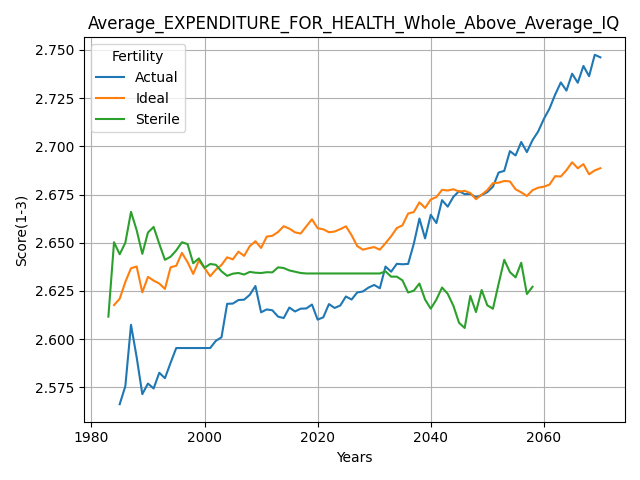 Average_EXPENDITURE_FOR_HEALTH_Whole_Above_Average_IQ
Fertility
Actual
Ideal
Sterile
Score(1-3)
2.750
2.725
2.700
2.675
2.650
2.625
2.600
2.575
1980 2000 2020 2040 2060
Years